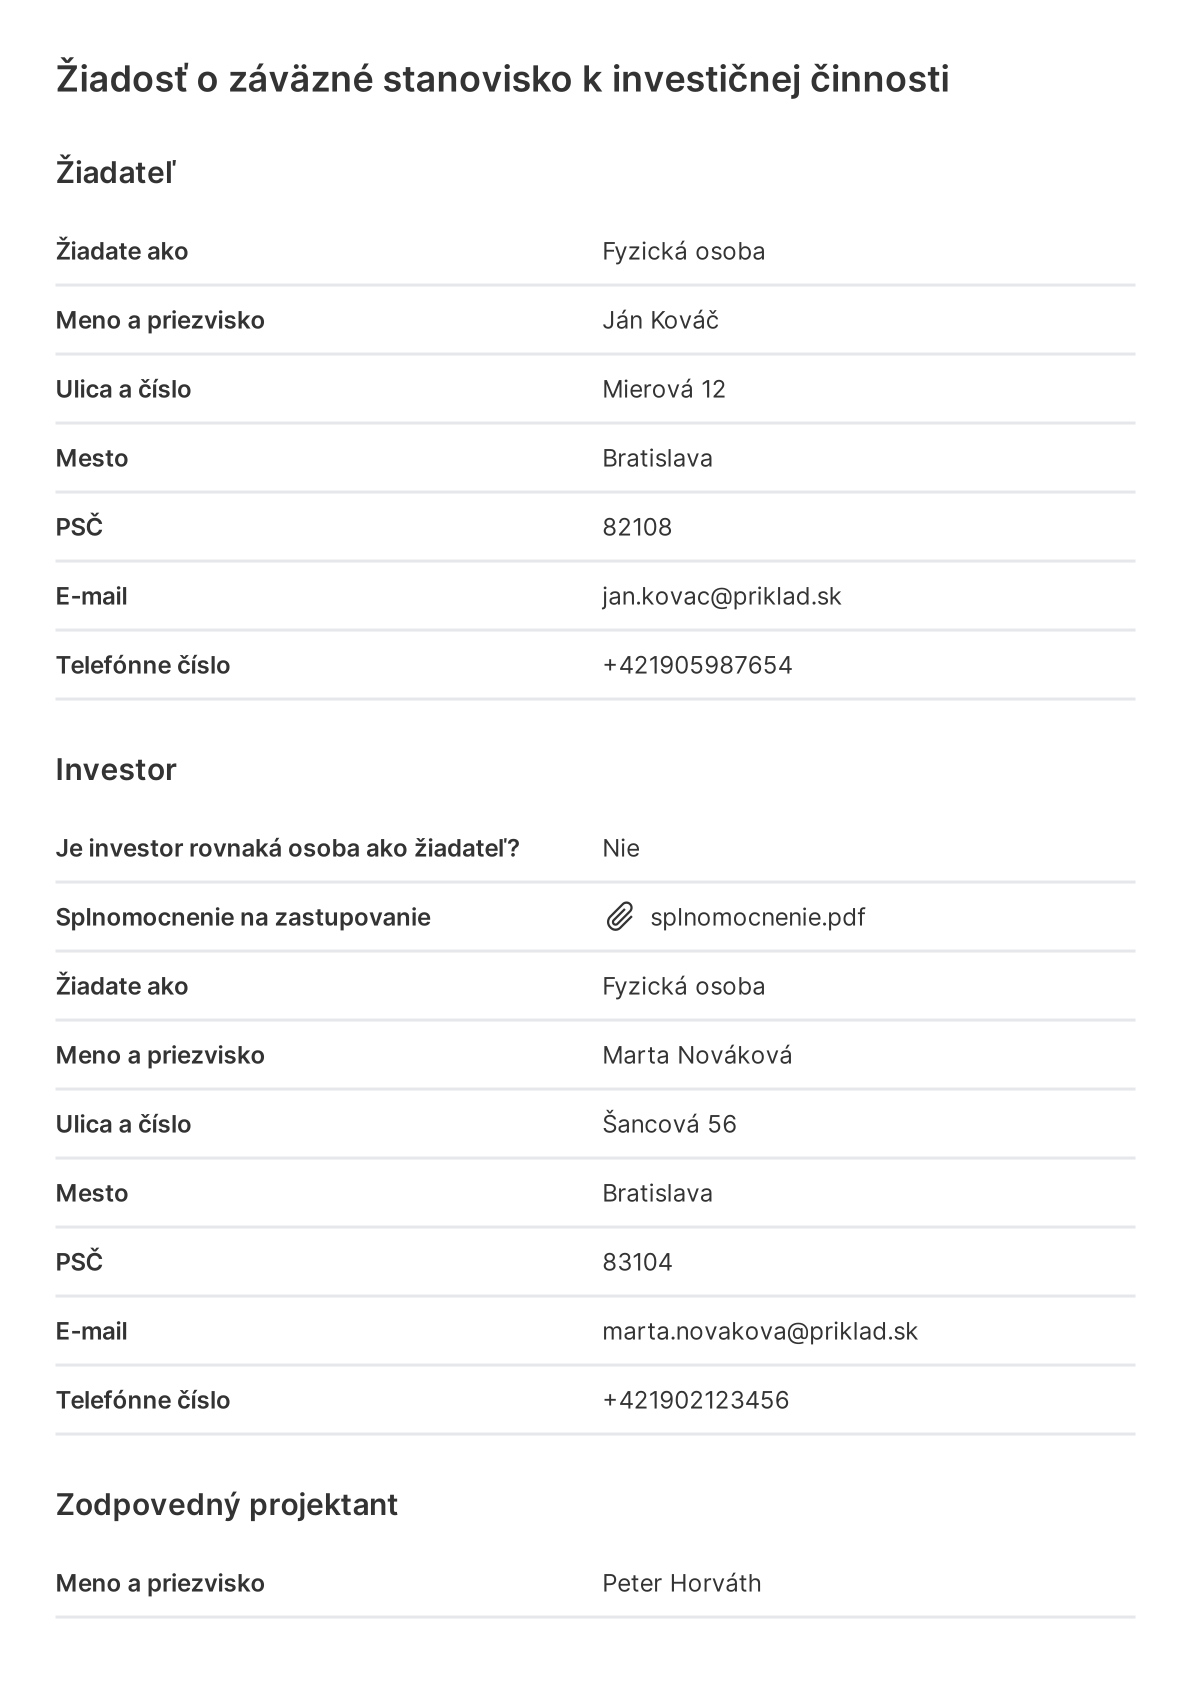 Žiadosť o záväzné stanovisko k investičnej činnosti
Žiadateľ
Žiadate ako Fyzická osoba
Meno a priezvisko Ján Kováč
Ulica a číslo Mierová 12
Mesto Bratislava
PSČ 82108
E-mail jan.kovac@priklad.sk
Telefónne číslo +421905987654
Investor
Je investor rovnaká osoba ako žiadateľ? Nie
Splnomocnenie na zastupovanie splnomocnenie.pdf
Žiadate ako Fyzická osoba
Meno a priezvisko Marta Nováková
Ulica a číslo Šancová 56
Mesto Bratislava
PSČ 83104
E-mail marta.novakova@priklad.sk
Telefónne číslo +421902123456
Zodpovedný projektant
Meno a priezvisko Peter Horváth